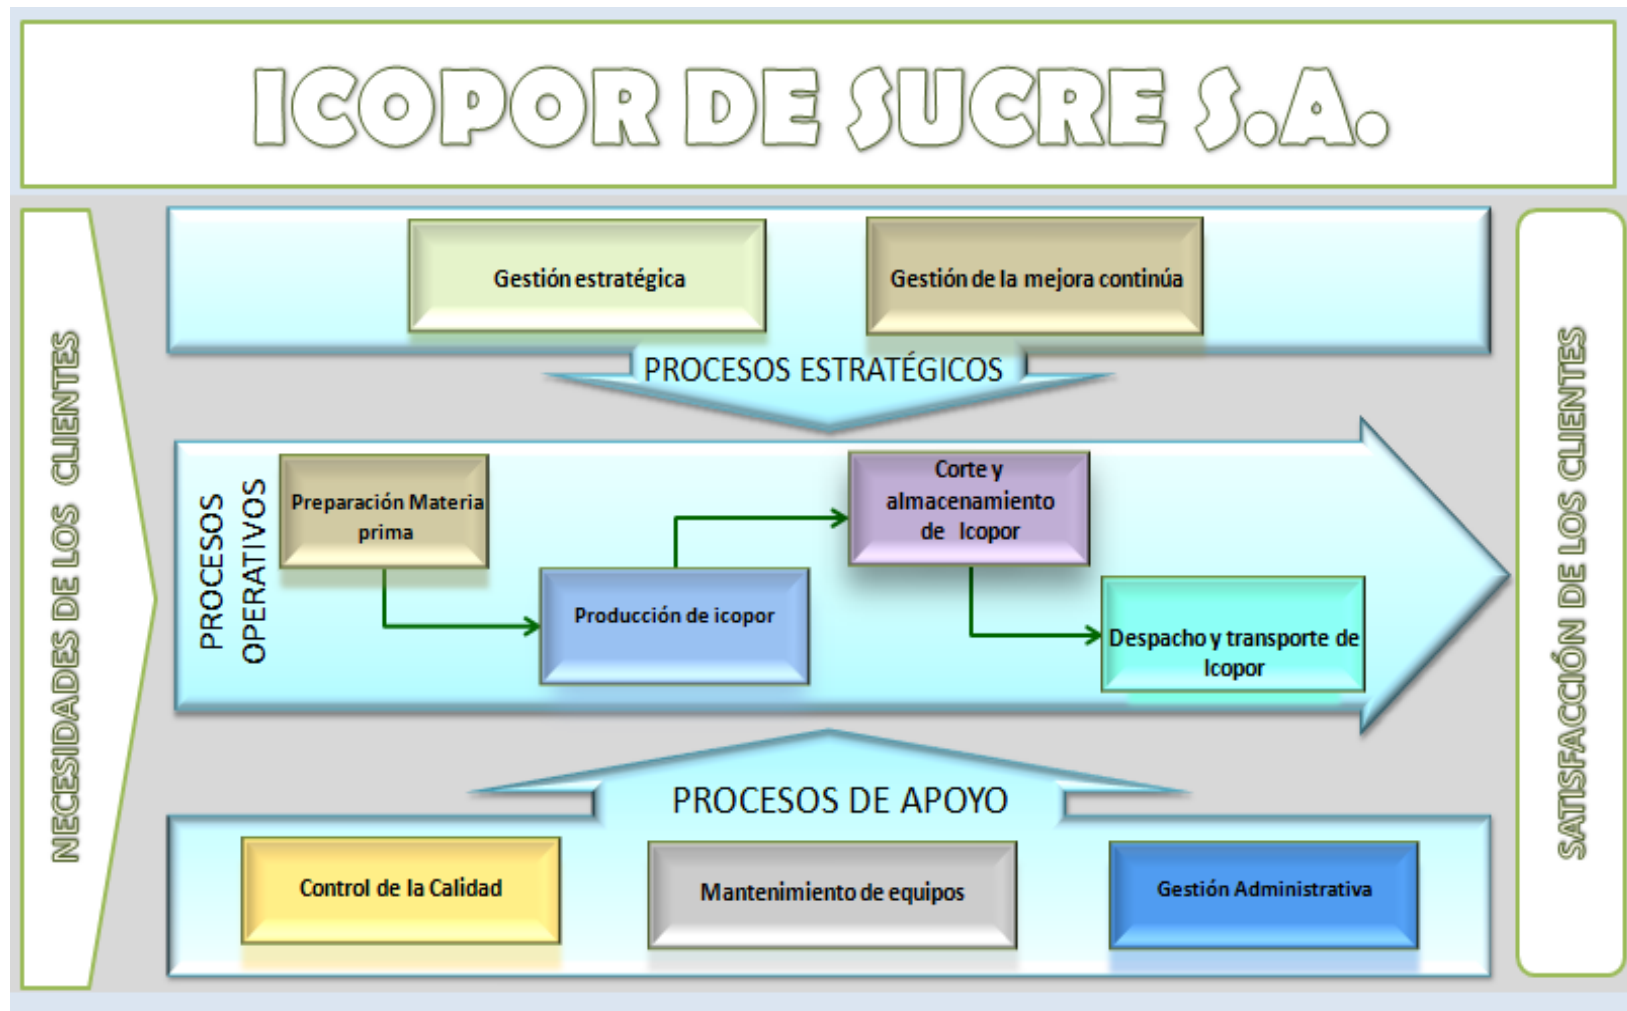 ICOPOR DE SUCRE S.A.
NECESIDADES DE LOS CLIENTES
Gestión estratégica
Gestión de la mejora continúa
PROCESOS ESTRATÉGICOS
PROCESOS
OPERATIVOS
Preparación Materia
prima
Producción de icopor
Corte y
almacenamiento
de Icopor
Despacho y transporte de
Icopor
PROCESOS DE APOYO
Control de la Calidad
Mantenimiento de equipos
Gestión Administrativa
SATISFACCIÓN DE LOS CLIENTES